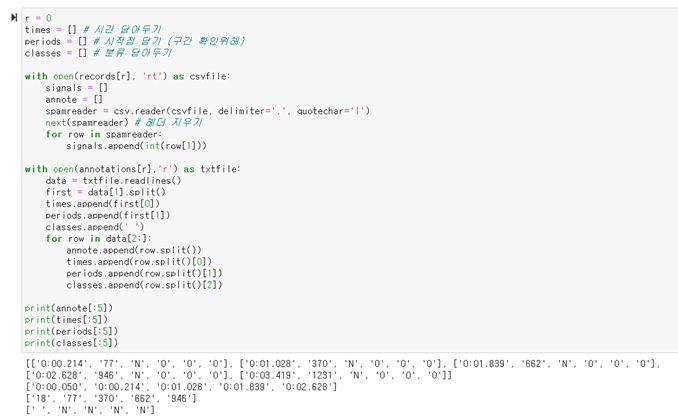 r = 0
times = [] # 시간 담아두기
periods = [] # 시작점 담기 (구간 확인위해)
classes = [] # 분류 담아두기
with open(records[r], 'rt') as csvfile:
signals = []
annote = []
spamreader = csv.reader(csvfile, delimiter=',', quotechar='|')
next(spamreader) # 헤더 지우기
for row in spamreader:
signals.append(int(row[1]))
with open(annotations[r],'r') as txtfile:
data = txtfile.readlines()
first = data[1].split()
times.append(first[0])
periods.append(first[1])
classes.append(' ')
for row in data[2:]:
annote.append(row.split())
times.append(row.split()[0])
periods.append(row.split()[1])
classes.append(row.split()[2])
print(annote[:5])
print(times[:5])
print(periods[:5])
print(classes[:5])
[['0:00.214', '77', 'N', '0', '0', '0'], ['0:01.028', '370', 'N', '0', '0', '0'], ['0:01.839', '662', 'N', '0', '0', '0'],
['0:02.628', '946', 'N', '0', '0', '0'], ['0:03.419', '1231', 'N', '0', '0', '0']]
['0:00.050', '0:00.214', '0:01.028', '0:01.839', '0:02.628']
['18', '77', '370', '662', '946']
[' ', 'N', 'N', 'N', 'N']